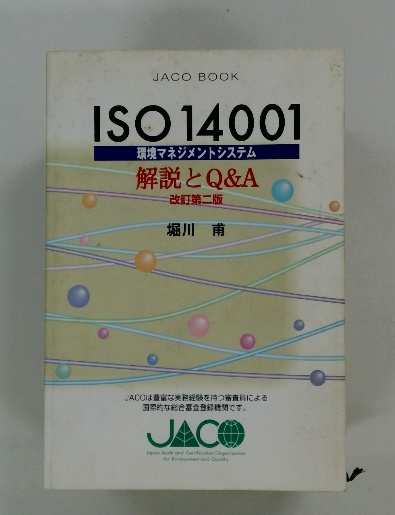 JACO BOOK
ISO 14001
環境マネジメントシステム
解説とQ&A
改訂第二版
堀川 甫
JACOは豊富な実務経験を持つ審査員による
国際的な総合審査登録機関です。
JACO
Japan Audit and Certification Organization
for Environment and Quality